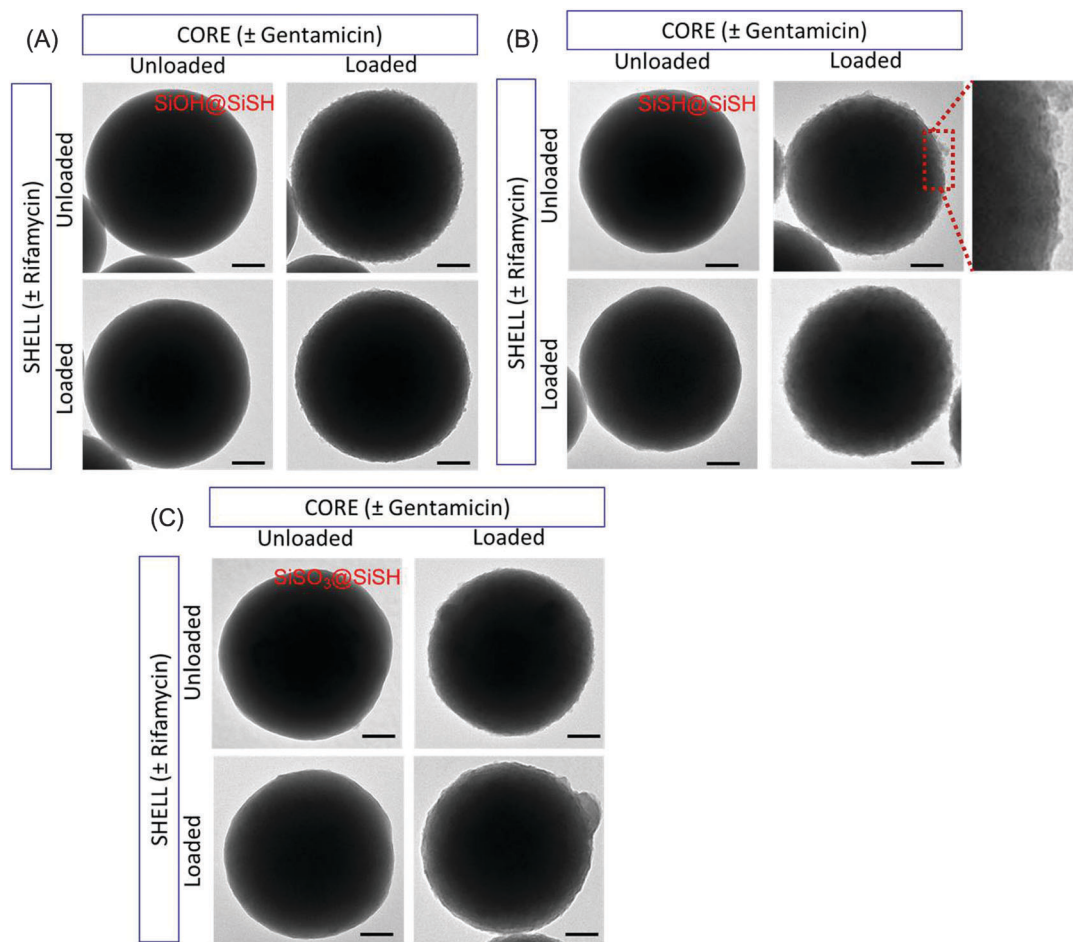 (A)
CORE (± Gentamicin)
Unloaded Loaded
SHELL (± Rifamycin)
Unloaded
Loaded
SiOH@SiSH
(B)
CORE (± Gentamicin)
Unloaded Loaded
SHELL (± Rifamycin)
Unloaded
Loaded
SiSH@SiSH
(C)
CORE (± Gentamicin)
Unloaded Loaded
SHELL (± Rifamycin)
Unloaded
Loaded
SiSO₃@SiSH